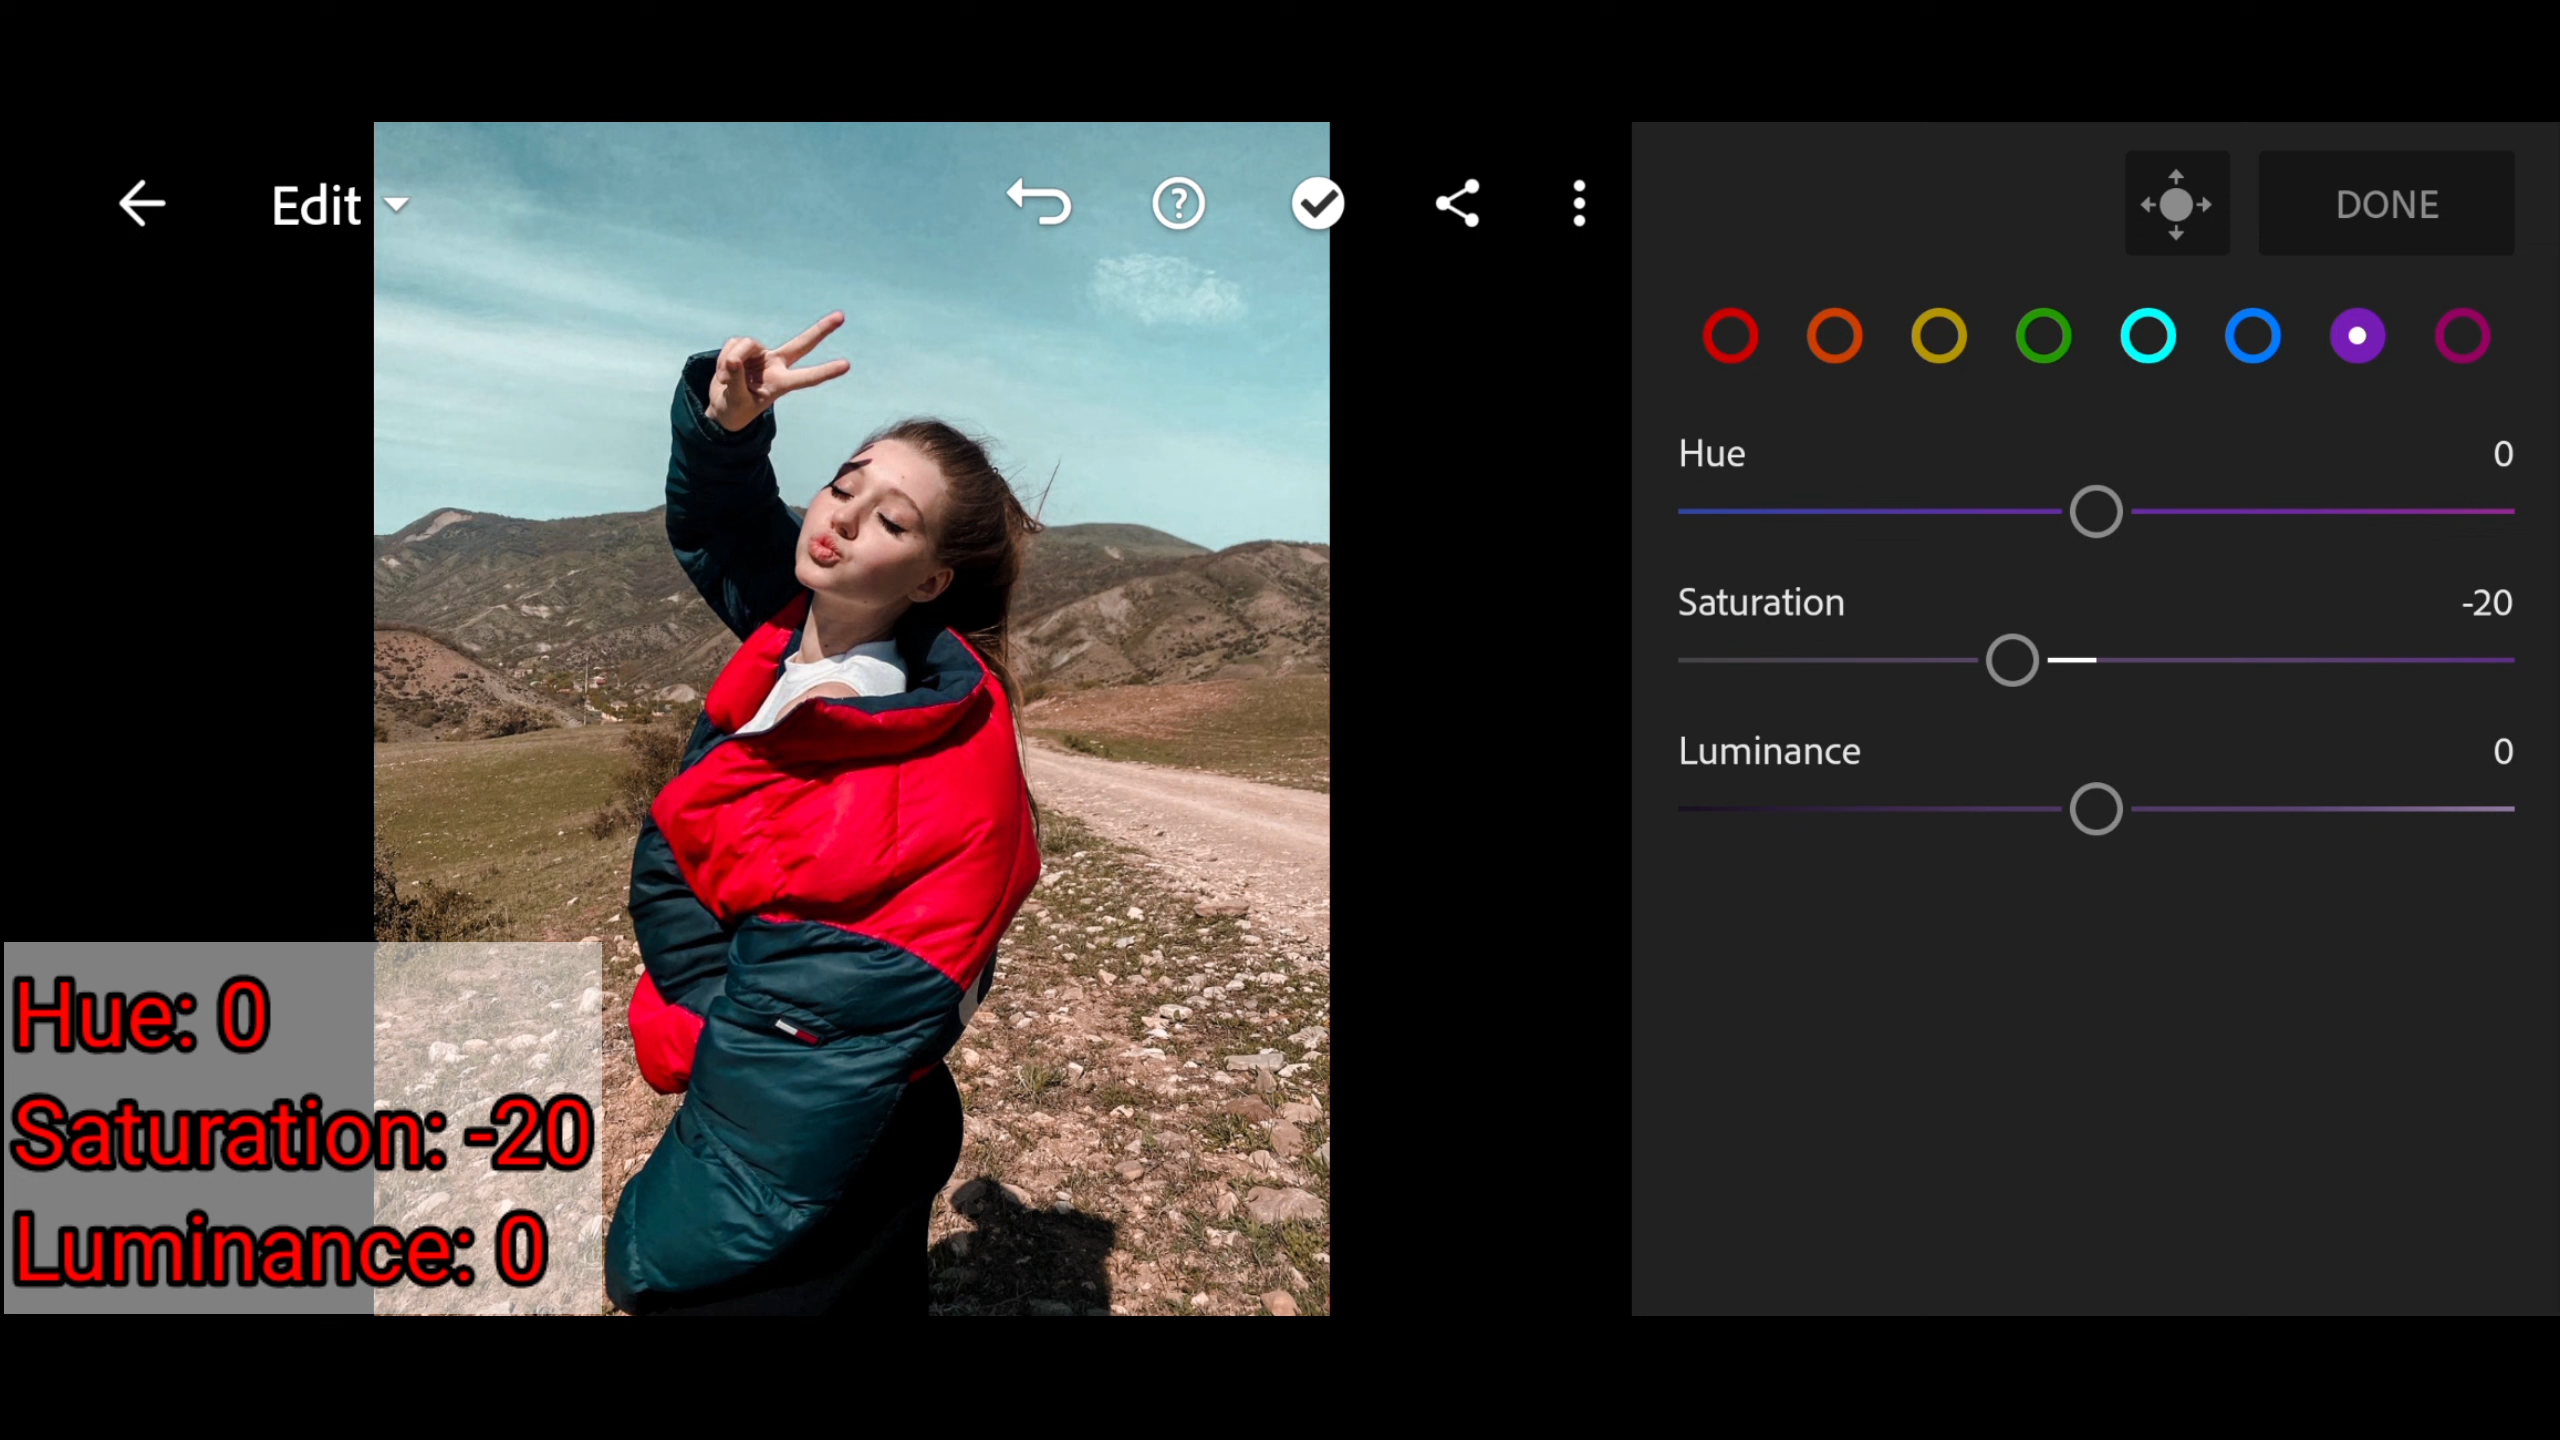 Edit
DONE
Hue 0
Saturation -20
Luminance 0
Hue: 0
Saturation: -20
Luminance: 0